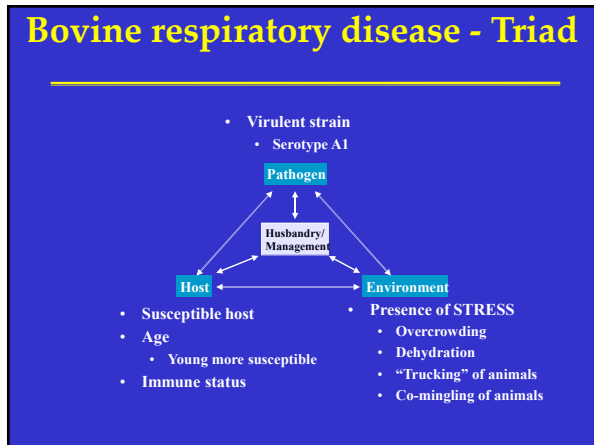 Bovine respiratory disease - Triad
• Virulent strain
• Serotype A1
Pathogen
Husbandry/
Management
Host
Environment
• Susceptible host
• Age
• Young more susceptible
• Immune status
• Presence of STRESS
• Overcrowding
• Dehydration
• “Trucking” of animals
• Co-mingling of animals